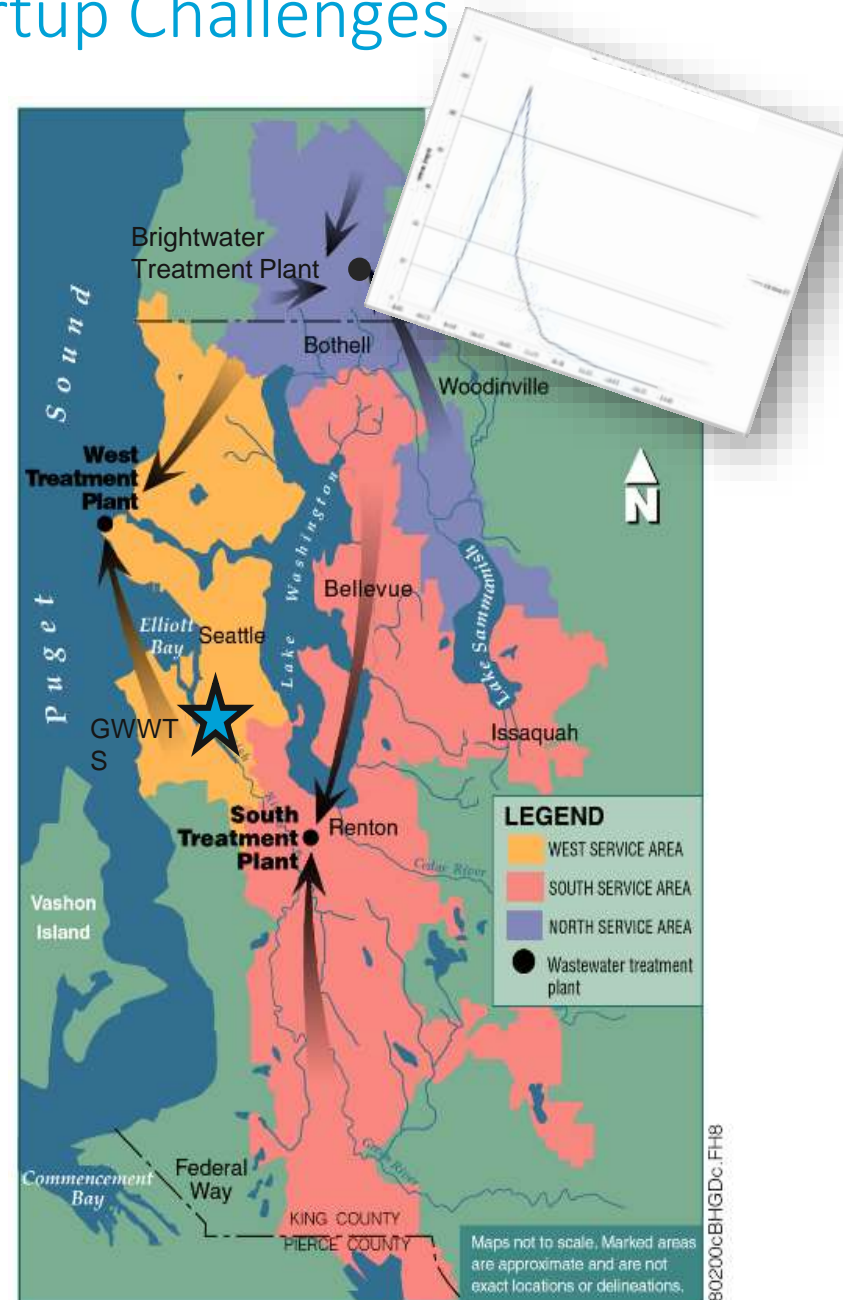 rtup Challenges
Brightwater
Treatment Plant
Bothell
Woodinville
Puget Sound
West
Treatment
Plant
N
Lake Washington
Bellevue
Lake Sammamish
Elliott
Bay
Seattle
GWWT
S
Issaquah
South
Treatment
Plant
Renton
Cedar River
LEGEND
WEST SERVICE AREA
SOUTH SERVICE AREA
NORTH SERVICE AREA
Wastewater treatment
plant
Vashon
Island
Green River
Commencement
Bay
Federal
Way
KING COUNTY
PIERCE COUNTY
Maps not to scale. Marked areas
are approximate and are not
exact locations or delineations.
80200cBHGDc.FH8